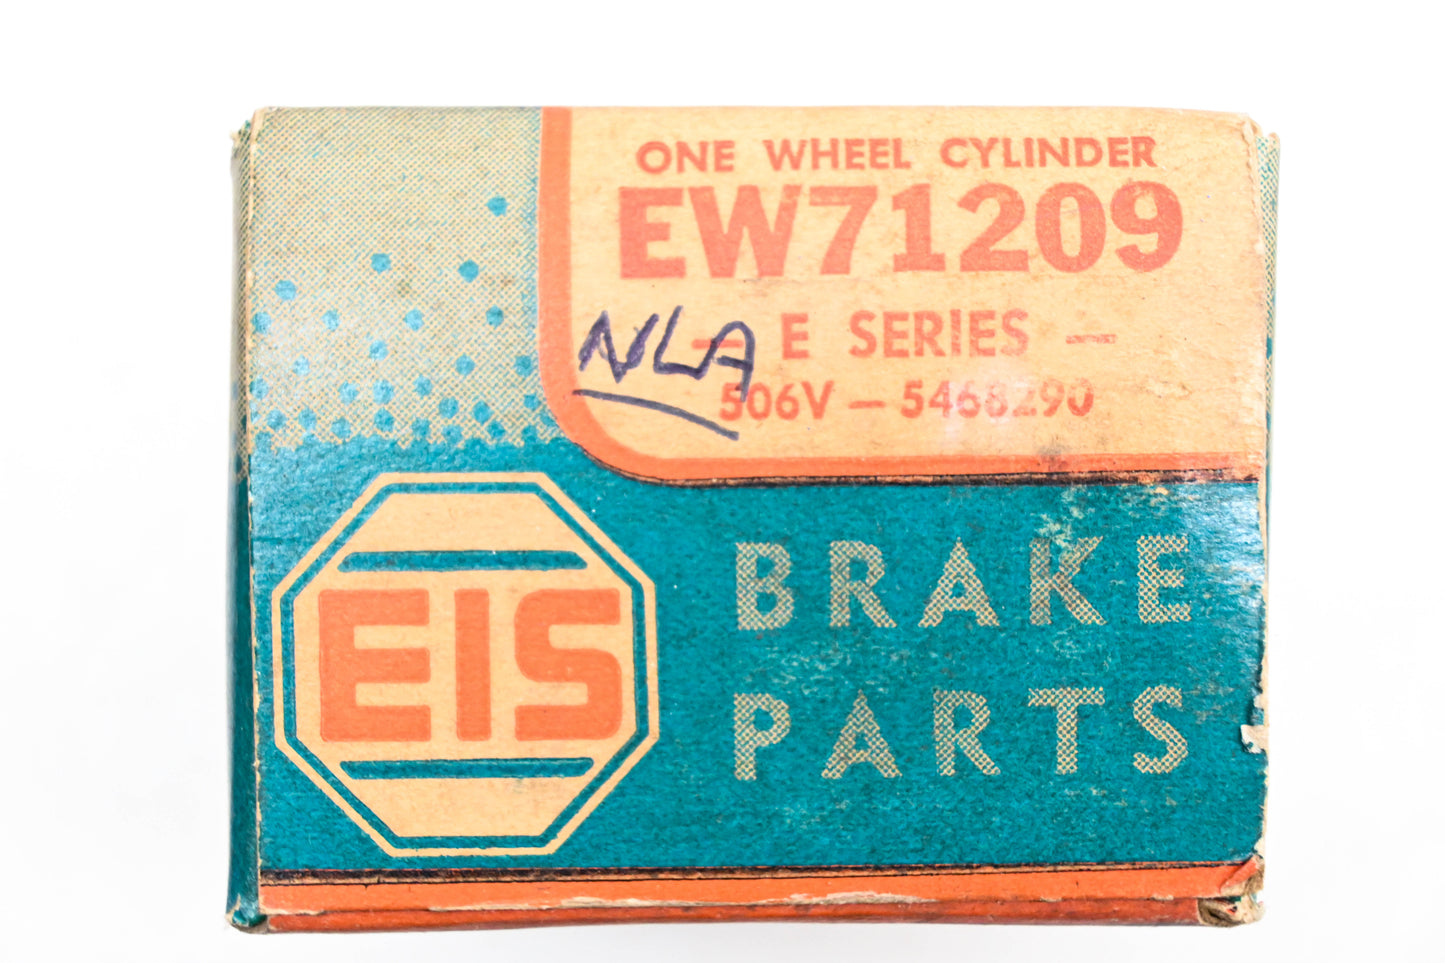 ONE WHEEL CYLINDER
EW71209
— E SERIES —
NLA
506V — 5468290
EIS
BRAKE
PARTS